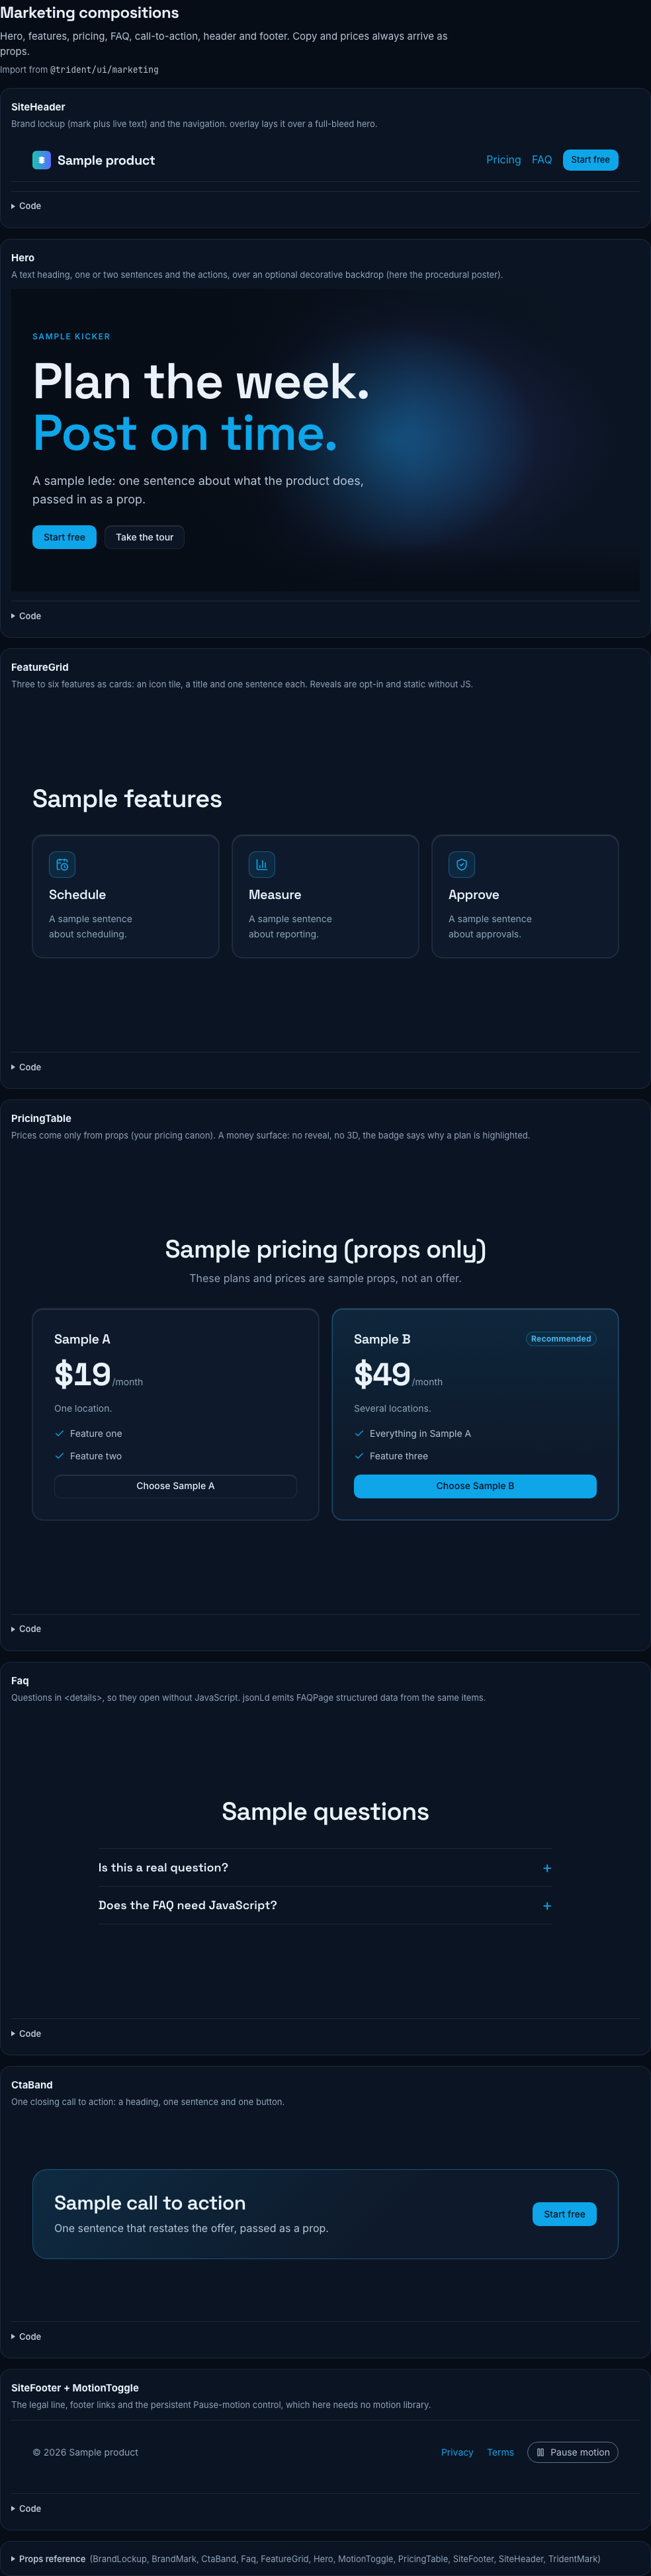 Marketing compositions
Hero, features, pricing, FAQ, call-to-action, header and footer. Copy and prices always arrive as
props.
Import from @trident/ui/marketing
SiteHeader
Brand lockup (mark plus live text) and the navigation. overlay lays it over a full-bleed hero.
Sample product
Pricing FAQ Start free
Code
Hero
A text heading, one or two sentences and the actions, over an optional decorative backdrop (here the procedural poster).
SAMPLE KICKER
Plan the week.
Post on time.
A sample lede: one sentence about what the product does,
passed in as a prop.
Start free Take the tour
Code
FeatureGrid
Three to six features as cards: an icon tile, a title and one sentence each. Reveals are opt-in and static without JS.
Sample features
Schedule
A sample sentence
about scheduling.
Measure
A sample sentence
about reporting.
Approve
A sample sentence
about approvals.
Code
PricingTable
Prices come only from props (your pricing canon). A money surface: no reveal, no 3D, the badge says why a plan is highlighted.
Sample pricing (props only)
These plans and prices are sample props, not an offer.
Sample A
$19/month
One location.
Feature one
Feature two
Choose Sample A
Sample B
Recommended
$49/month
Several locations.
Everything in Sample A
Feature three
Choose Sample B
Code
Faq
Questions in <details>, so they open without JavaScript. jsonLd emits FAQPage structured data from the same items.
Sample questions
Is this a real question? +
Does the FAQ need JavaScript? +
Code
CtaBand
One closing call to action: a heading, one sentence and one button.
Sample call to action
One sentence that restates the offer, passed as a prop.
Start free
Code
SiteFooter + MotionToggle
The legal line, footer links and the persistent Pause-motion control, which here needs no motion library.
© 2026 Sample product
Privacy Terms Pause motion
Code
Props reference (BrandLockup, BrandMark, CtaBand, Faq, FeatureGrid, Hero, MotionToggle, PricingTable, SiteFooter, SiteHeader, TridentMark)